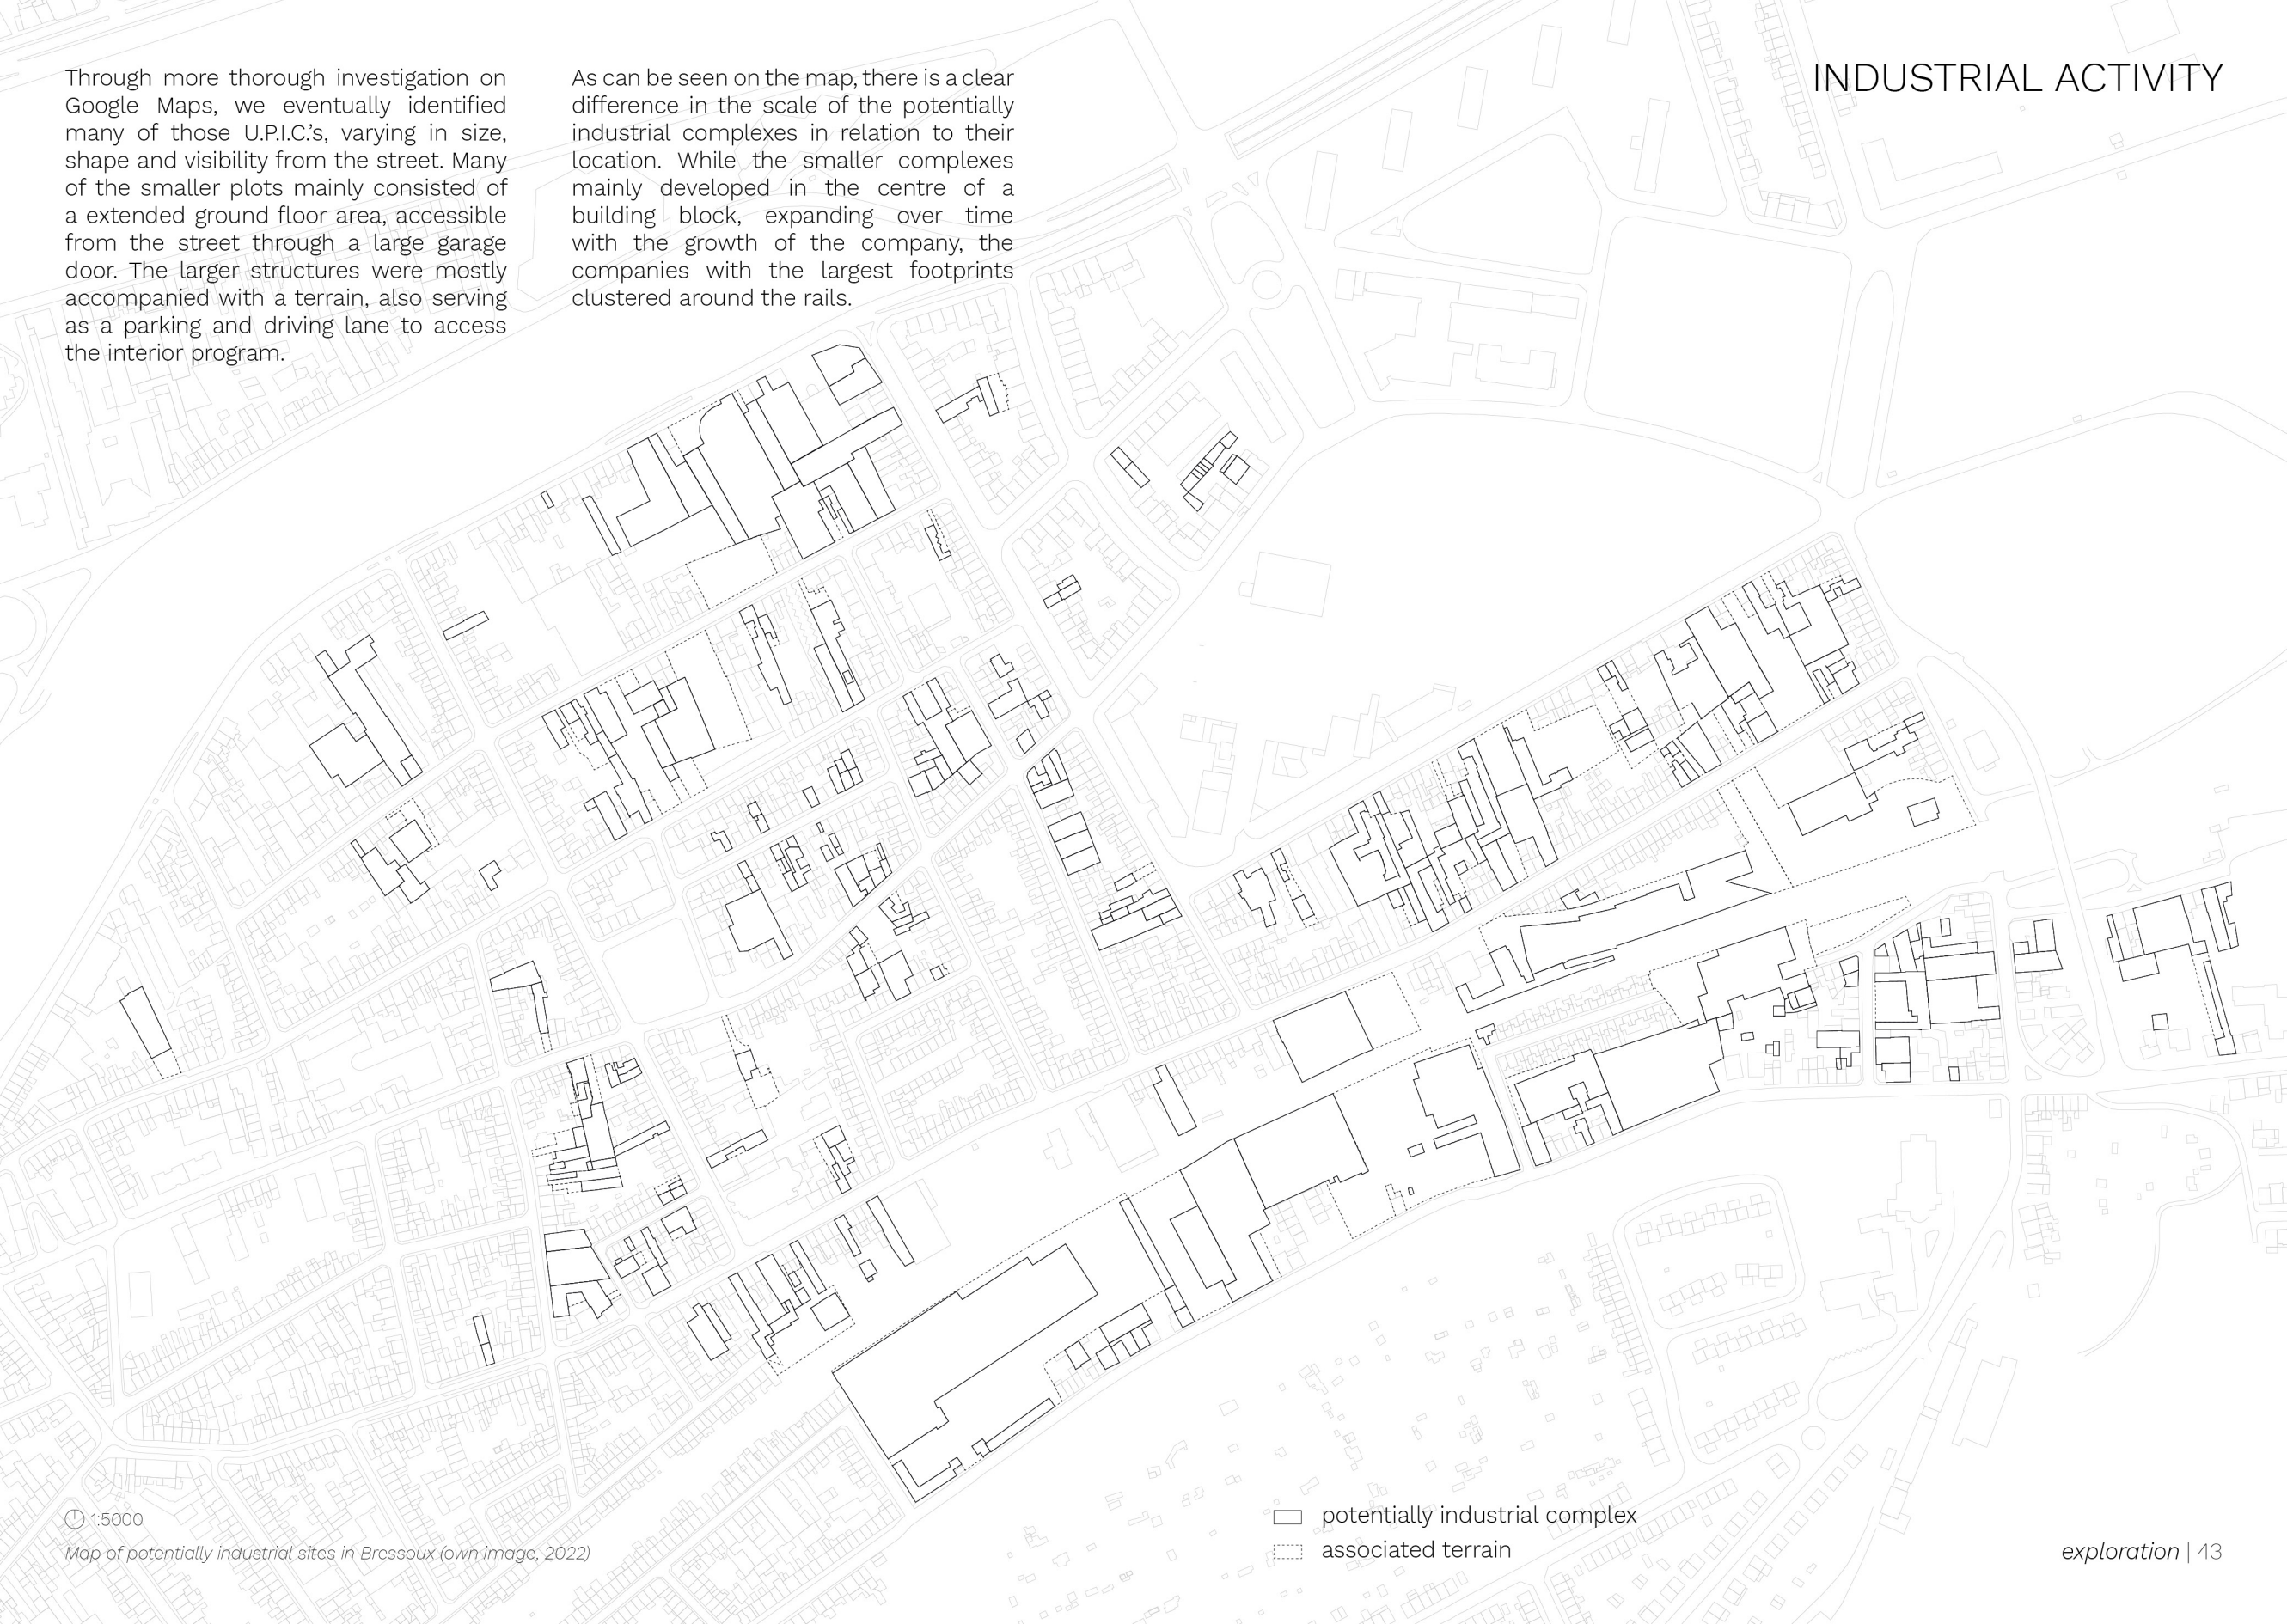 INDUSTRIAL ACTIVITY
Through more thorough investigation on
Google Maps, we eventually identified
many of those U.P.I.C.’s, varying in size,
shape and visibility from the street. Many
of the smaller plots mainly consisted of
a extended ground floor area, accessible
from the street through a large garage
door. The larger structures were mostly
accompanied with a terrain, also serving
as a parking and driving lane to access
the interior program.
As can be seen on the map, there is a clear
difference in the scale of the potentially
industrial complexes in relation to their
location. While the smaller complexes
mainly developed in the centre of a
building block, expanding over time
with the growth of the company, the
companies with the largest footprints
clustered around the rails.
1:5000
Map of potentially industrial sites in Bressoux (own image, 2022)
potentially industrial complex
associated terrain
exploration | 43